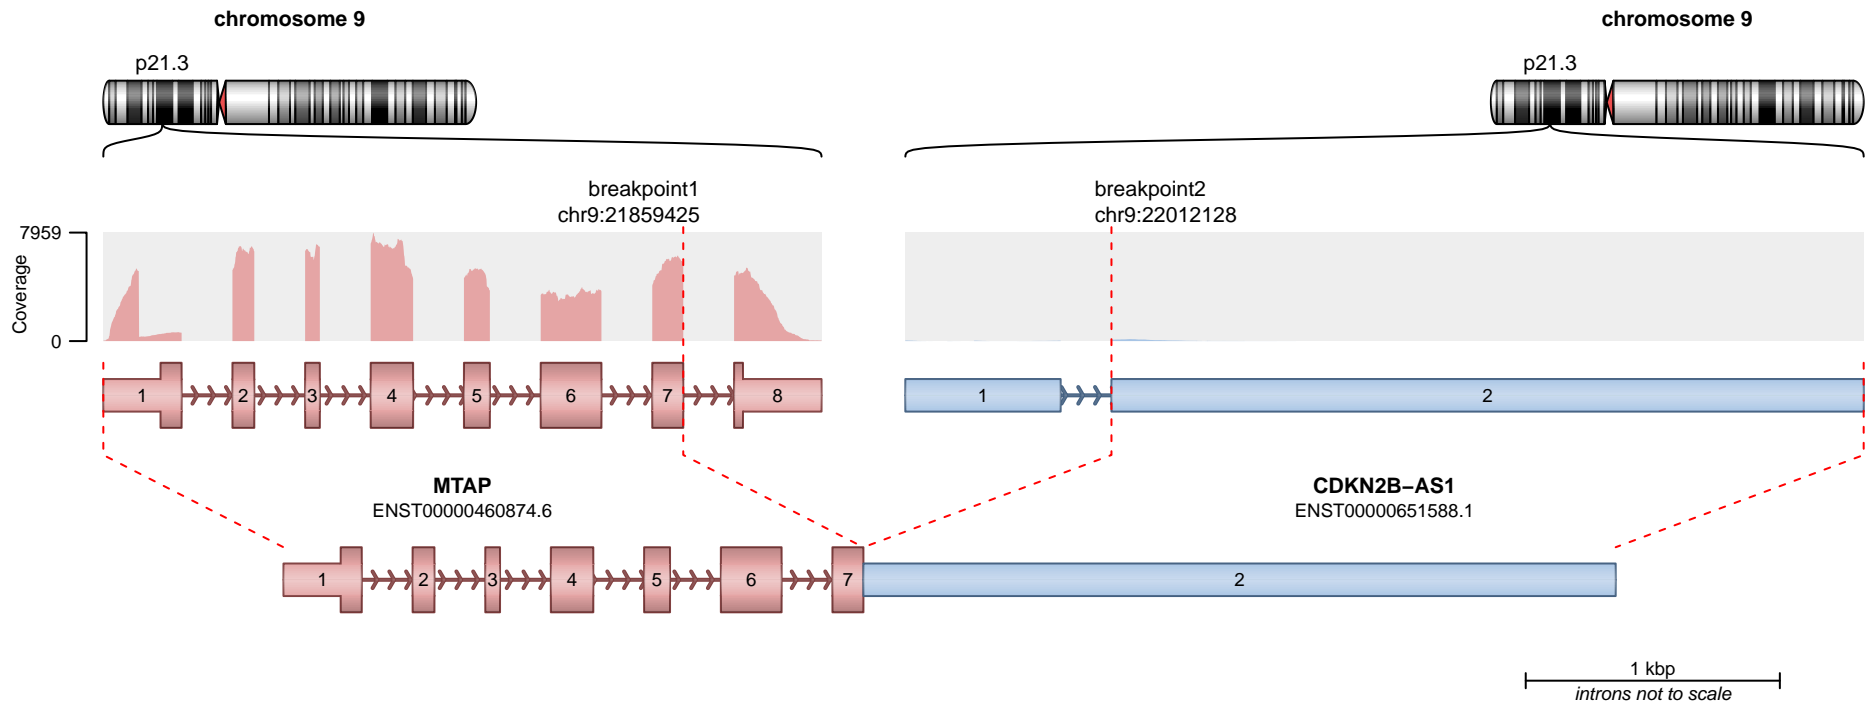 chromosome 9
chromosome 9
p21.3
p21.3
breakpoint1
chr9:21859425
breakpoint2
chr9:22012128
7959
0
Coverage
1 2 3 4 5 6 7 8
1 2
MTAP
ENST00000460874.6
CDKN2B−AS1
ENST00000651588.1
1 2 3 4 5 6 7 2
1 kbp
introns not to scale